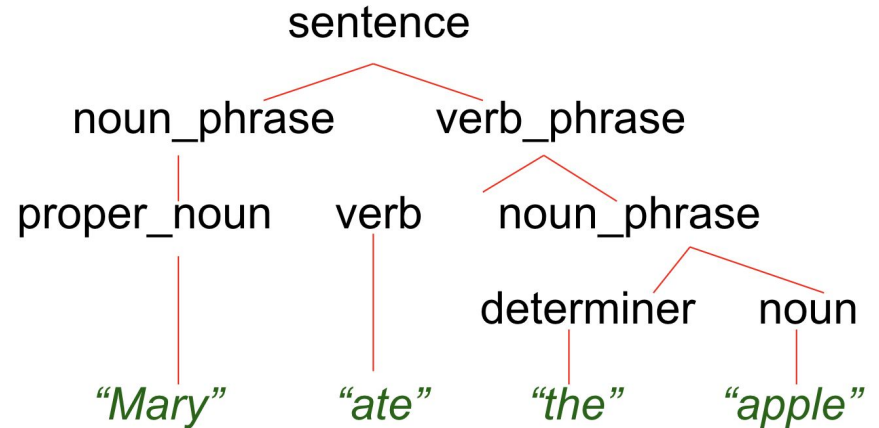 sentence
noun_phrase verb_phrase
proper_noun verb noun_phrase
determiner noun
“Mary” “ate” “the” “apple”